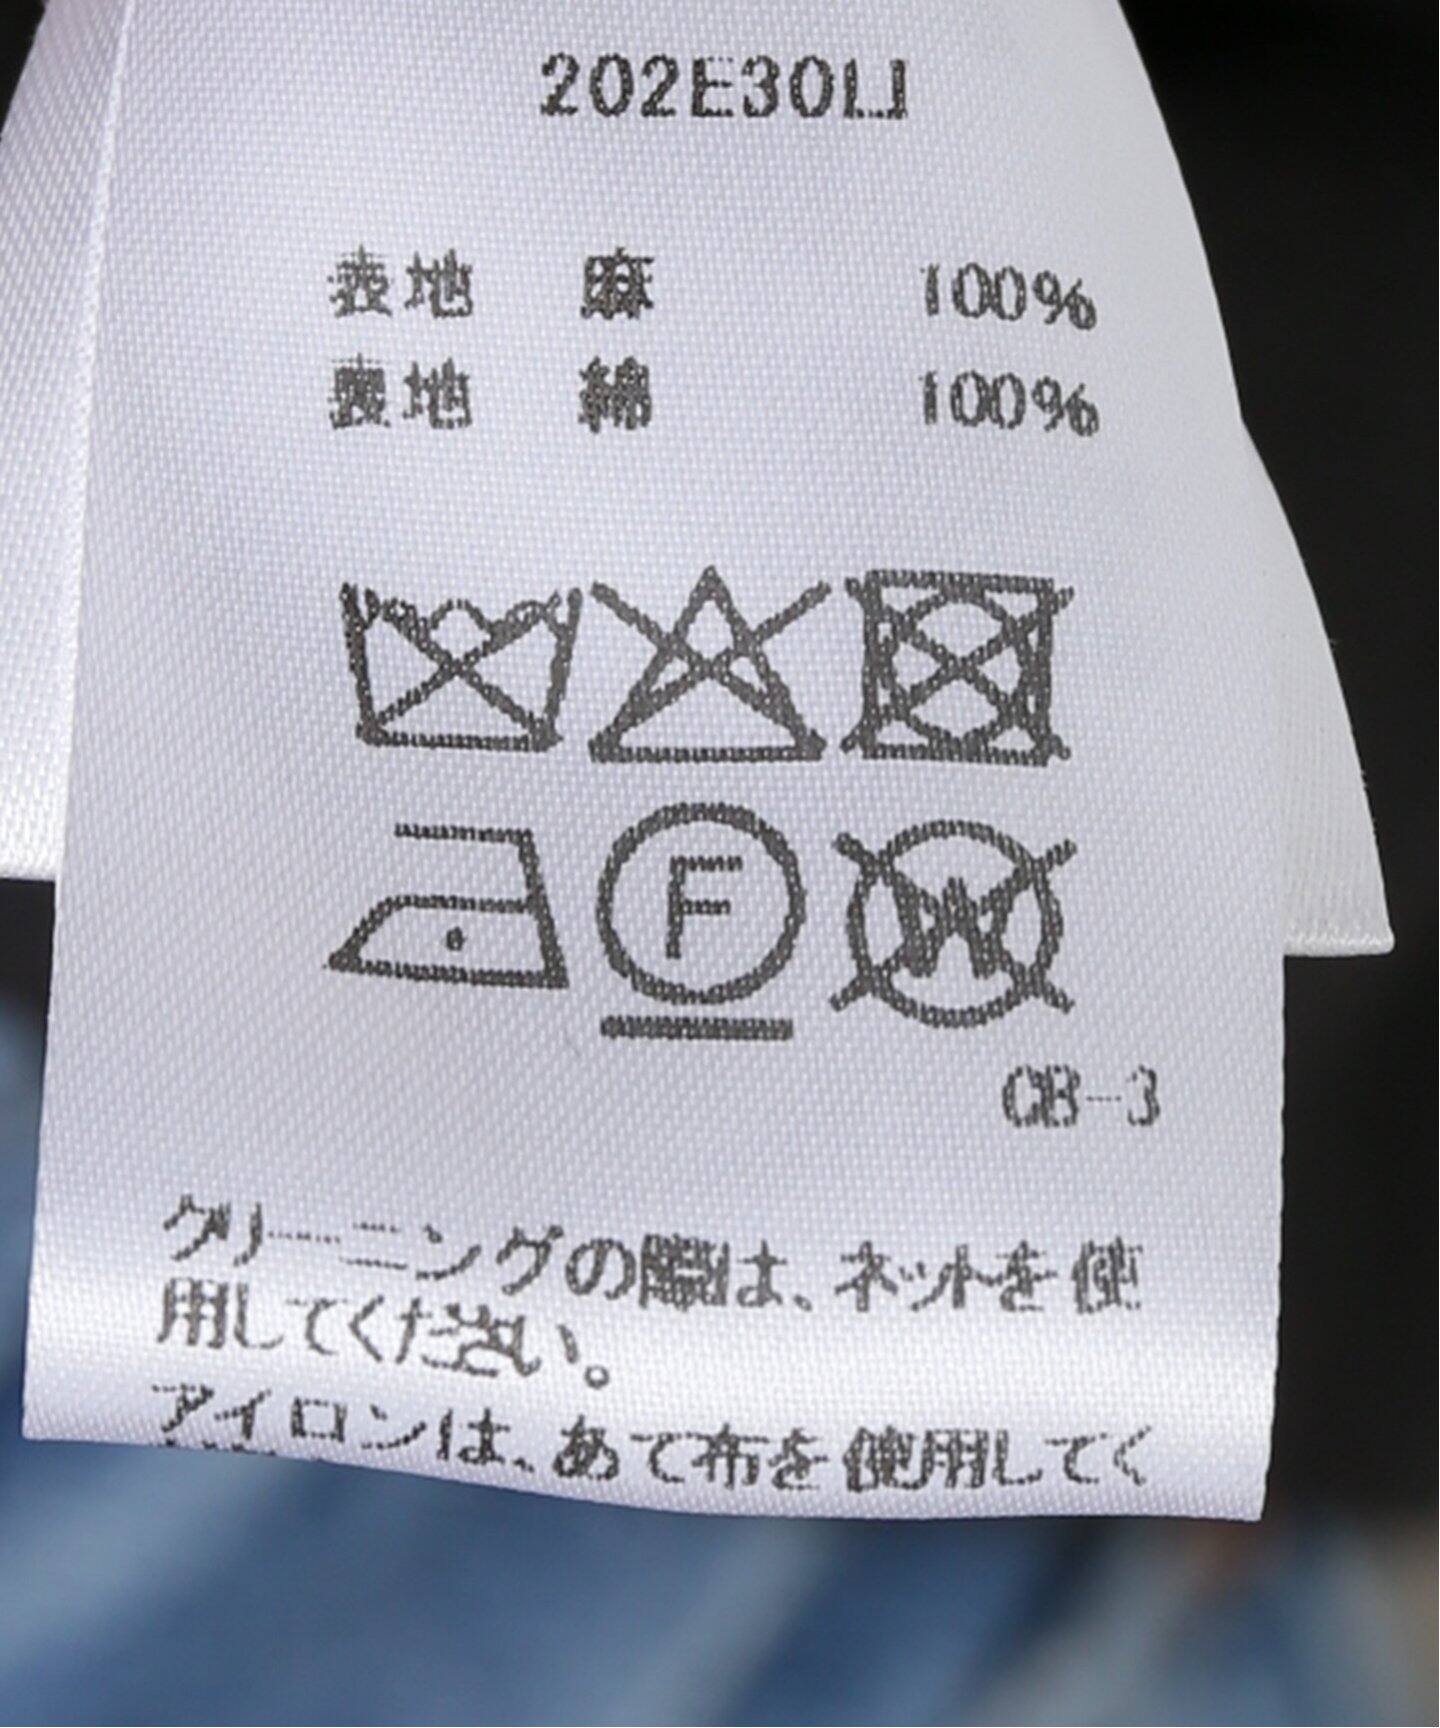 202E30LJ
表地 麻 100%
裏地 綿 100%
F
W
CB-3
クリーニングの際は、ネットを使
用してください。
アイロンは、あて布を使用してく